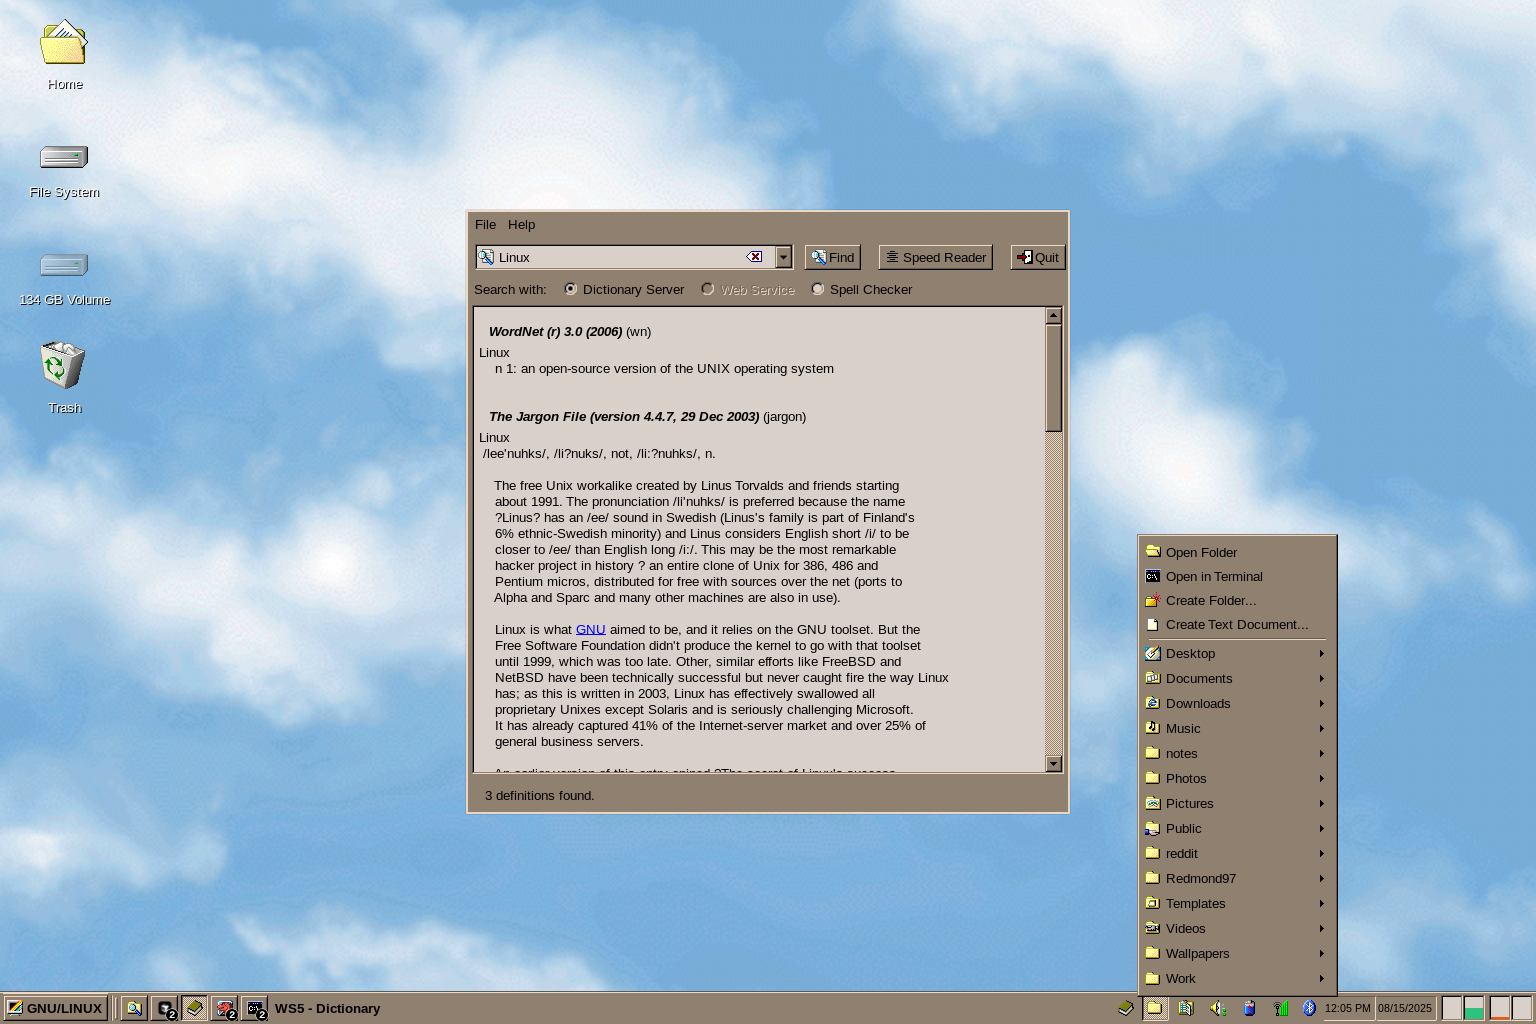 Home
File System
134 GB Volume
Trash
File Help
Linux Find Speed Reader Quit
Search with: Dictionary Server Web Service Spell Checker
WordNet (r) 3.0 (2006) (wn)
Linux
n 1: an open-source version of the UNIX operating system
The Jargon File (version 4.4.7, 29 Dec 2003) (jargon)
Linux
/lee'nuhks/, /li?nuks/, not, /li:?nuhks/, n.
The free Unix workalike created by Linus Torvalds and friends starting
about 1991. The pronunciation /li'nuhks/ is preferred because the name
?Linus? has an /ee/ sound in Swedish (Linus's family is part of Finland's
6% ethnic-Swedish minority) and Linus considers English short /i/ to be
closer to /ee/ than English long /i:/. This may be the most remarkable
hacker project in history ? an entire clone of Unix for 386, 486 and
Pentium micros, distributed for free with sources over the net (ports to
Alpha and Sparc and many other machines are also in use).
Linux is what GNU aimed to be, and it relies on the GNU toolset. But the
Free Software Foundation didn't produce the kernel to go with that toolset
until 1999, which was too late. Other, similar efforts like FreeBSD and
NetBSD have been technically successful but never caught fire the way Linux
has; as this is written in 2003, Linux has effectively swallowed all
proprietary Unixes except Solaris and is seriously challenging Microsoft.
It has already captured 41% of the Internet-server market and over 25% of
general business servers.
An earlier version of this entry opined ?The secret of Linux's success
3 definitions found.
Open Folder
Open in Terminal
Create Folder...
Create Text Document...
Desktop
Documents
Downloads
Music
notes
Photos
Pictures
Public
reddit
Redmond97
Templates
Videos
Wallpapers
Work
GNU/LINUX 2 2 2 WS5 - Dictionary 12:05 PM 08/15/2025